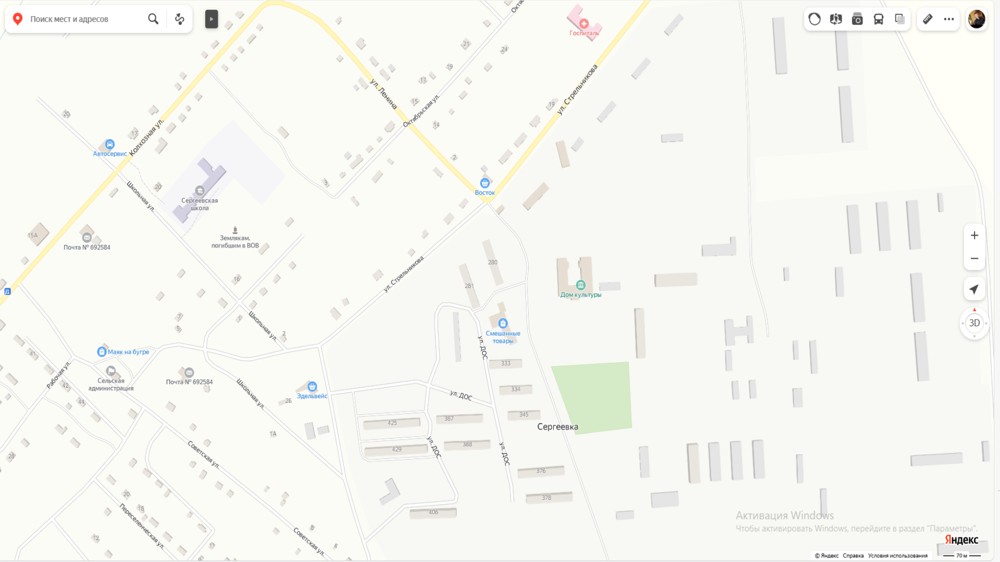 Поиск мест и адресов
Октя
Госпиталь
21
24
19
17
15
ул. Ленина
Октябрьская ул.
14
19
ул. Стрельникова
20
17
Колхозная ул.
Автосервис
2
Восток
3
20
Школьная ул.
Сергеевская
школа
Землякам,
погибшим в ВОВ
15А
Почта № 692584
280
281
ул. Стрельникова
16
Дом культуры
7
5
1
Школьная ул.
2
Смешанные
товары
ул. ДОС
3D
41
Маяк на бугре
Рабочая ул.
42
44
Сельская
администрация
Почта № 692584
Школьная ул.
Эдельвейс
2Б
1А
333
334
345
ул. ДОС
425
387
429
388
ул. ДОС
ул. ДОС
Сергеевка
28
Советская ул.
376
378
406
20
18
Переселенческая ул.
12
17
9
8
4
Советская ул.
Активация Windows
Чтобы активировать Windows, перейдите в раздел "Параметры".
Яндекс
© Яндекс Справка Условия использования
70 м